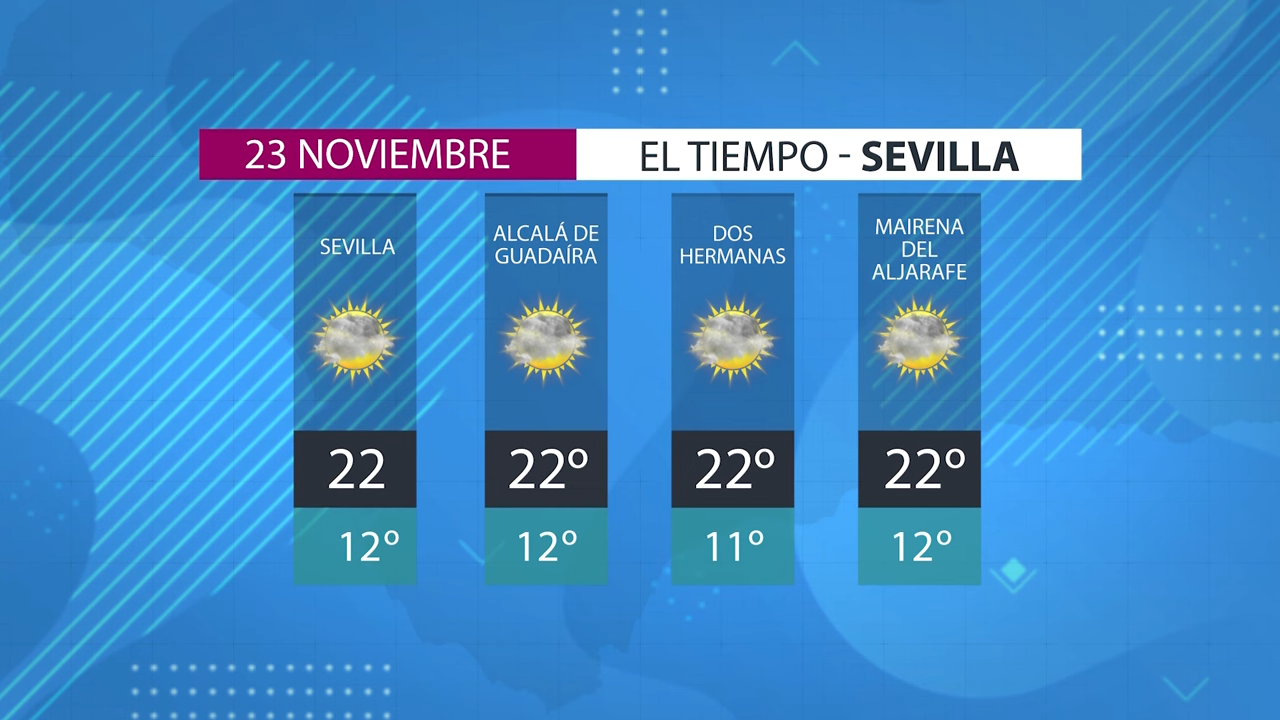 23 NOVIEMBRE
EL TIEMPO - SEVILLA
SEVILLA
22
12º
ALCALÁ DE
GUADAÍRA
22º
12º
DOS
HERMANAS
22º
11º
MAIRENA
DEL
ALJARAFE
22º
12º